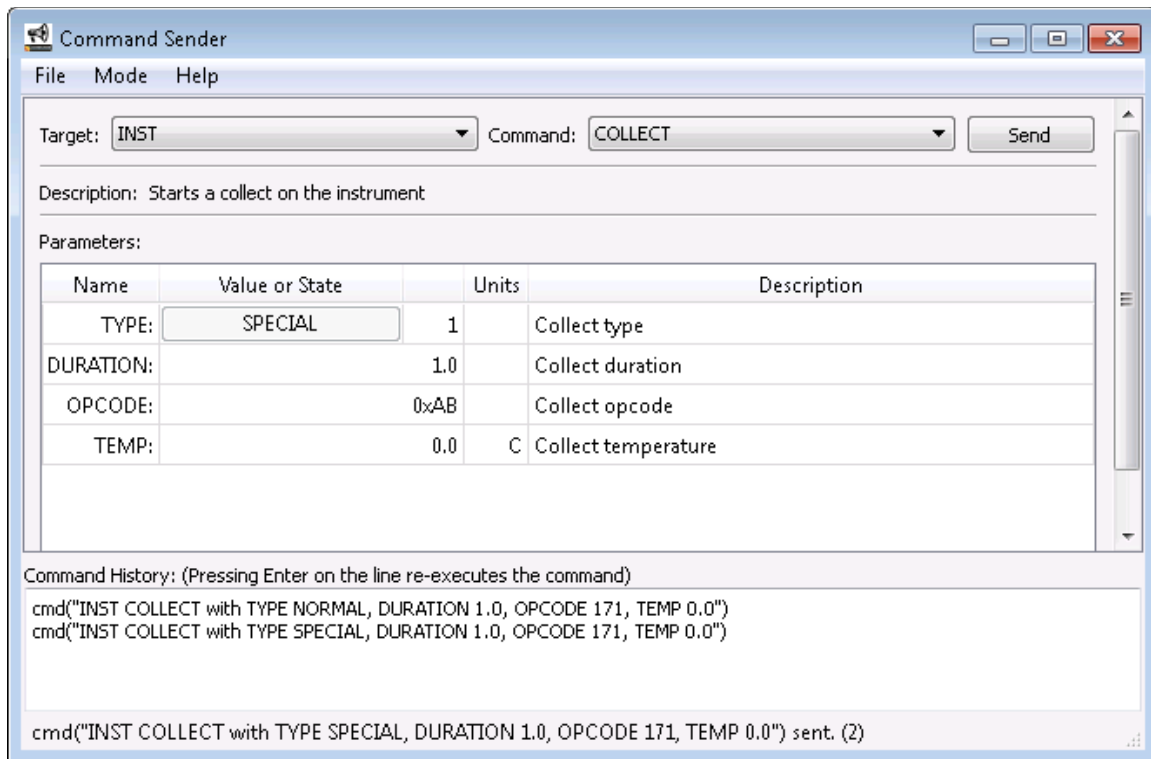 Command Sender
File Mode Help
Target: INST Command: COLLECT Send
Description: Starts a collect on the instrument
Parameters:
Name Value or State Units Description
TYPE: SPECIAL 1 Collect type
DURATION: 1.0 Collect duration
OPCODE: 0xAB Collect opcode
TEMP: 0.0 C Collect temperature
Command History: (Pressing Enter on the line re-executes the command)
cmd("INST COLLECT with TYPE NORMAL, DURATION 1.0, OPCODE 171, TEMP 0.0")
cmd("INST COLLECT with TYPE SPECIAL, DURATION 1.0, OPCODE 171, TEMP 0.0")
cmd("INST COLLECT with TYPE SPECIAL, DURATION 1.0, OPCODE 171, TEMP 0.0") sent. (2)